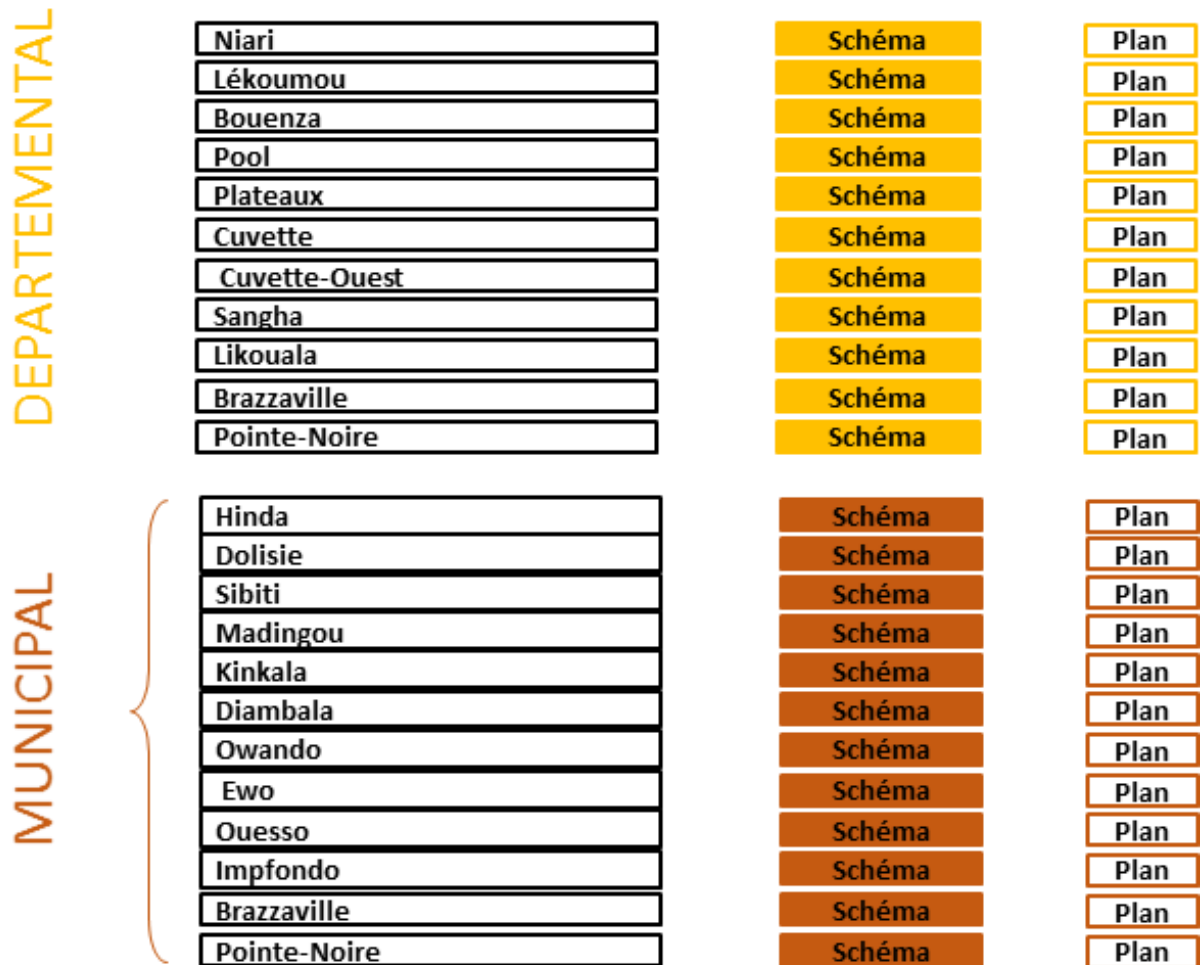 DEPARTEMENTAL
Niari Schéma Plan
Lékoumou Schéma Plan
Bouenza Schéma Plan
Pool Schéma Plan
Plateaux Schéma Plan
Cuvette Schéma Plan
Cuvette-Ouest Schéma Plan
Sangha Schéma Plan
Likouala Schéma Plan
Brazzaville Schéma Plan
Pointe-Noire Schéma Plan
MUNICIPAL
Hinda Schéma Plan
Dolisie Schéma Plan
Sibiti Schéma Plan
Madingou Schéma Plan
Kinkala Schéma Plan
Diambala Schéma Plan
Owando Schéma Plan
Ewo Schéma Plan
Ouesso Schéma Plan
Impfondo Schéma Plan
Brazzaville Schéma Plan
Pointe-Noire Schéma Plan